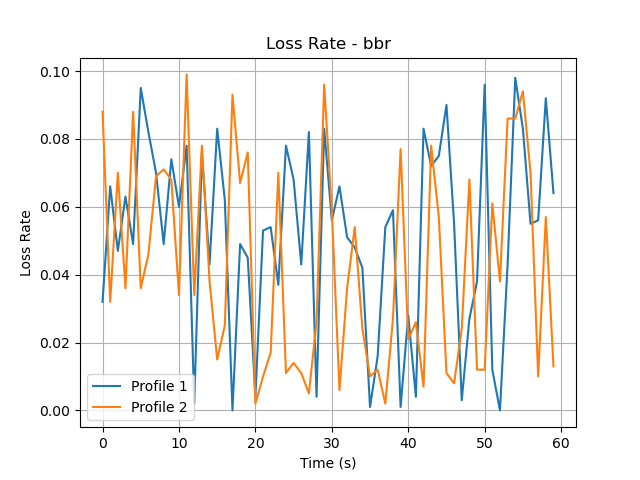 Loss Rate - bbr
0.10
0.08
0.06
0.04
0.02
0.00
Loss Rate
Profile 1
Profile 2
0 10 20 30 40 50 60
Time (s)